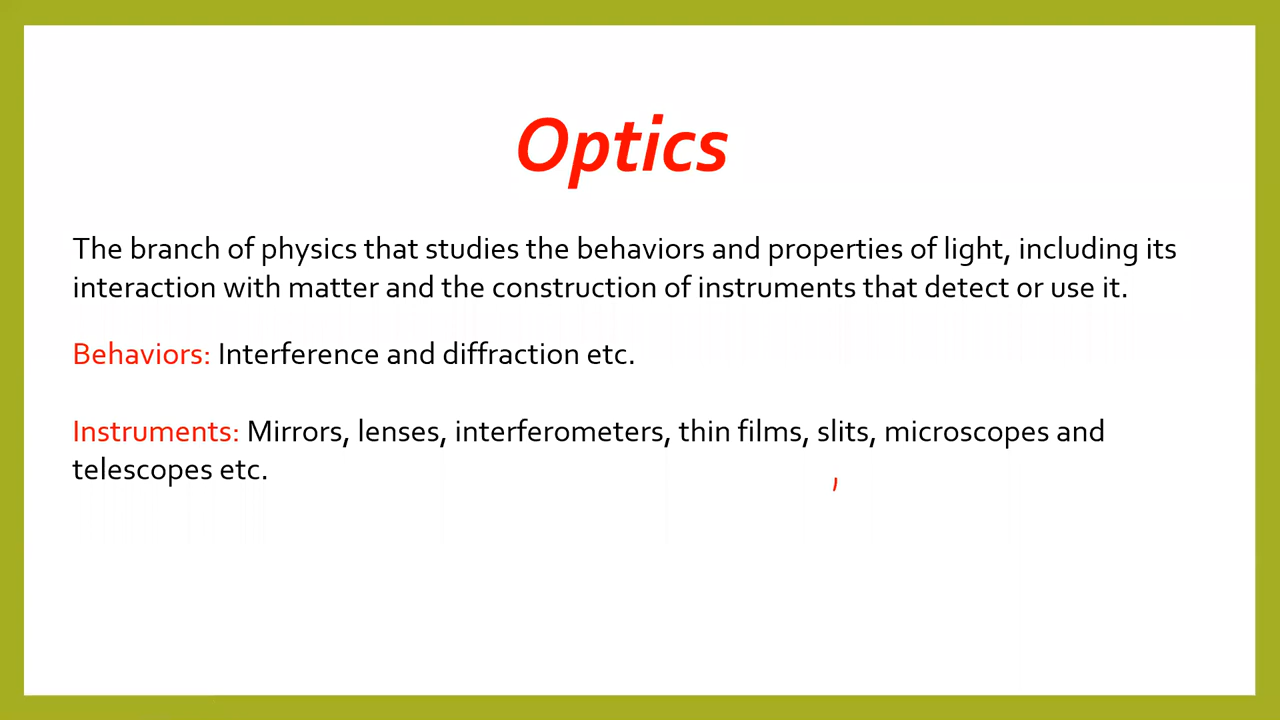 Optics
The branch of physics that studies the behaviors and properties of light, including its
interaction with matter and the construction of instruments that detect or use it.
Behaviors: Interference and diffraction etc.
Instruments: Mirrors, lenses, interferometers, thin films, slits, microscopes and
telescopes etc.